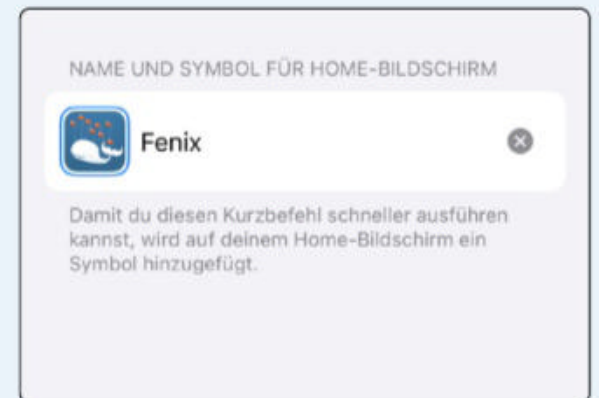 NAME UND SYMBOL FÜR HOME-BILDSCHIRM
Fenix
Damit du diesen Kurzbefehl schneller ausführen
kannst, wird auf deinem Home-Bildschirm ein
Symbol hinzugefügt.